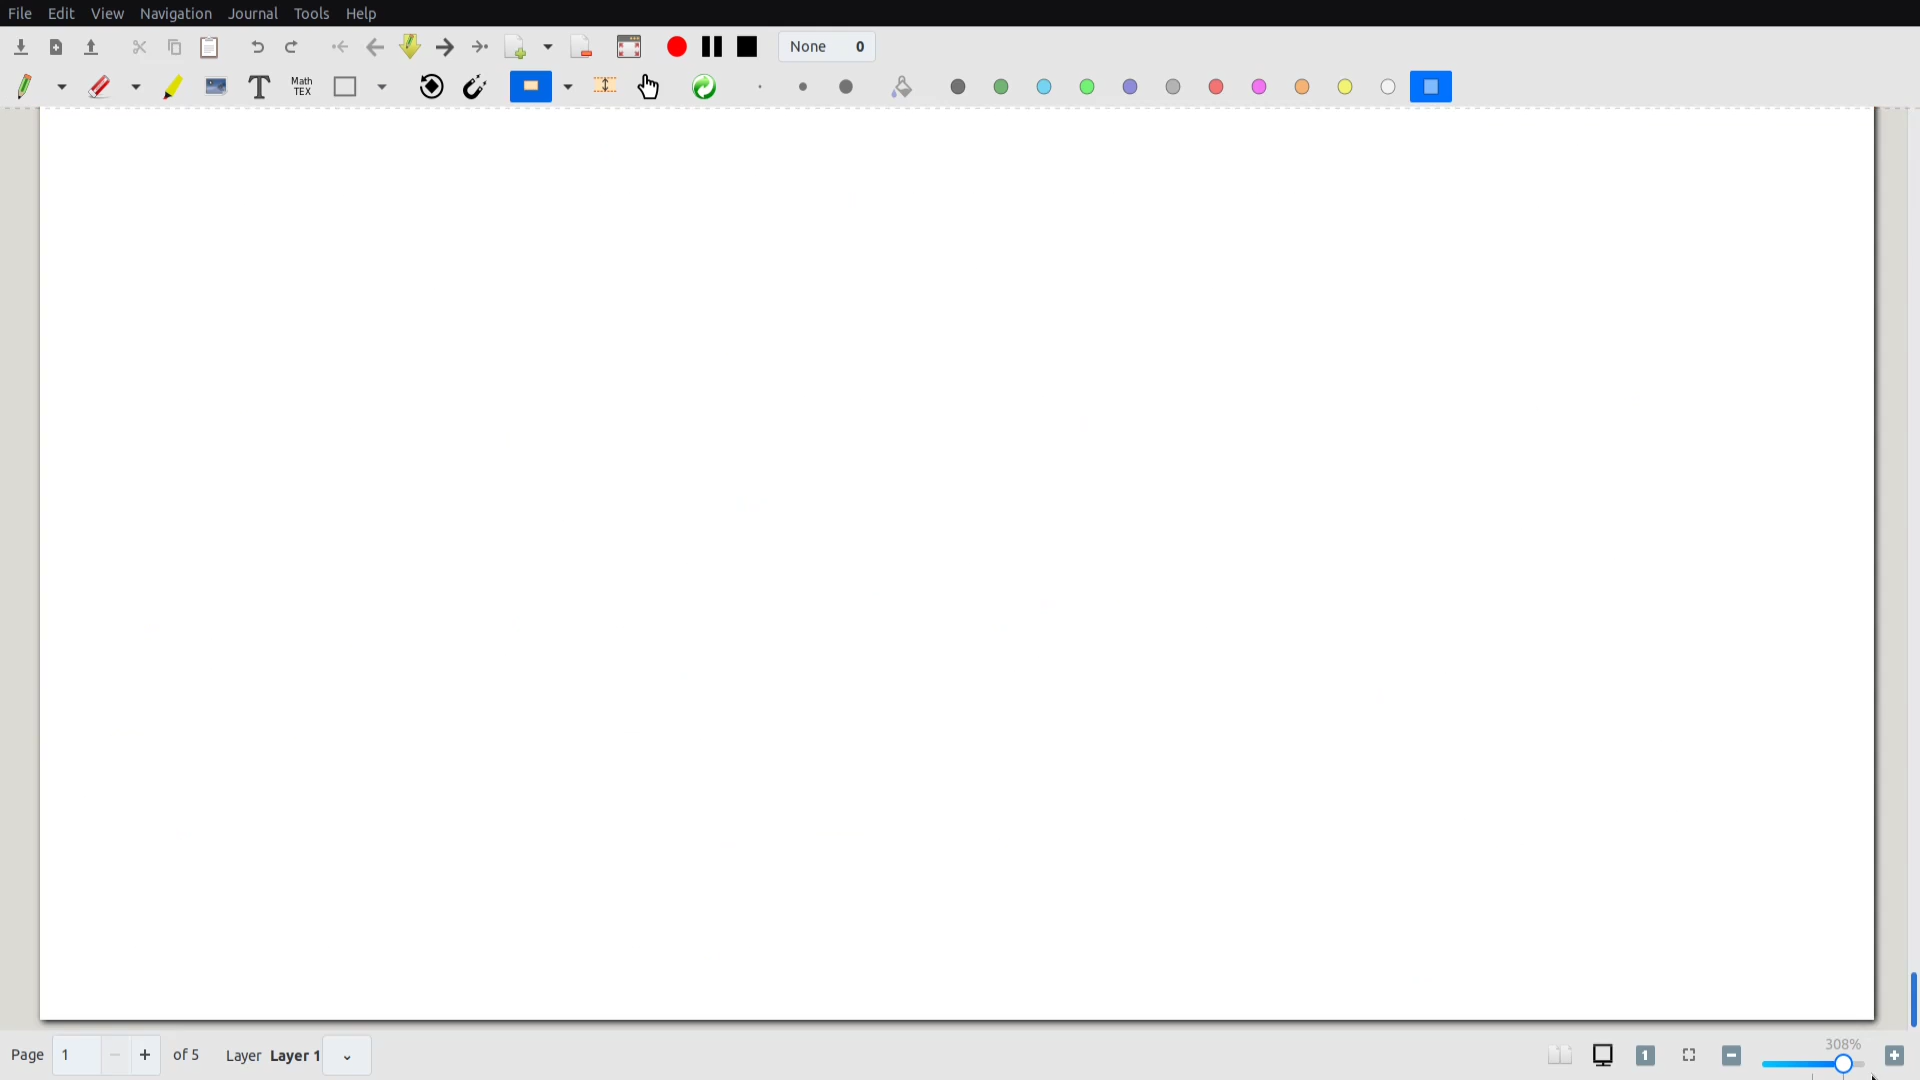 File Edit View Navigation Journal Tools Help
None 0
Math
TEX
Page 1 of 5 Layer Layer 1
1
308%